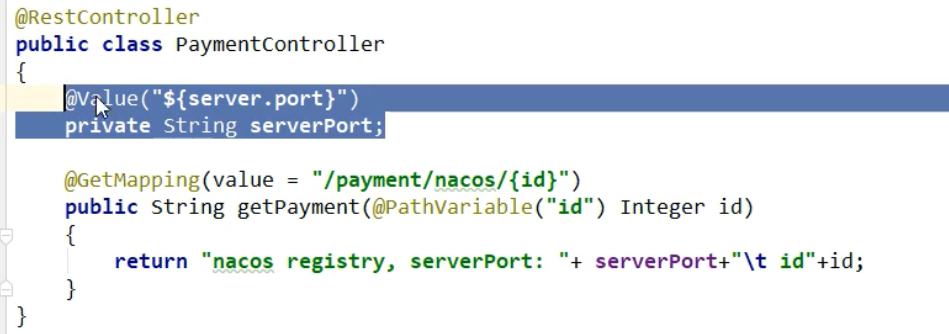 @RestController
public class PaymentController
{
@Value("${server.port}")
private String serverPort;
@GetMapping(value = "/payment/nacos/{id}")
public String getPayment(@PathVariable("id") Integer id)
{
return "nacos registry, serverPort: "+ serverPort+"\t id"+id;
}
}